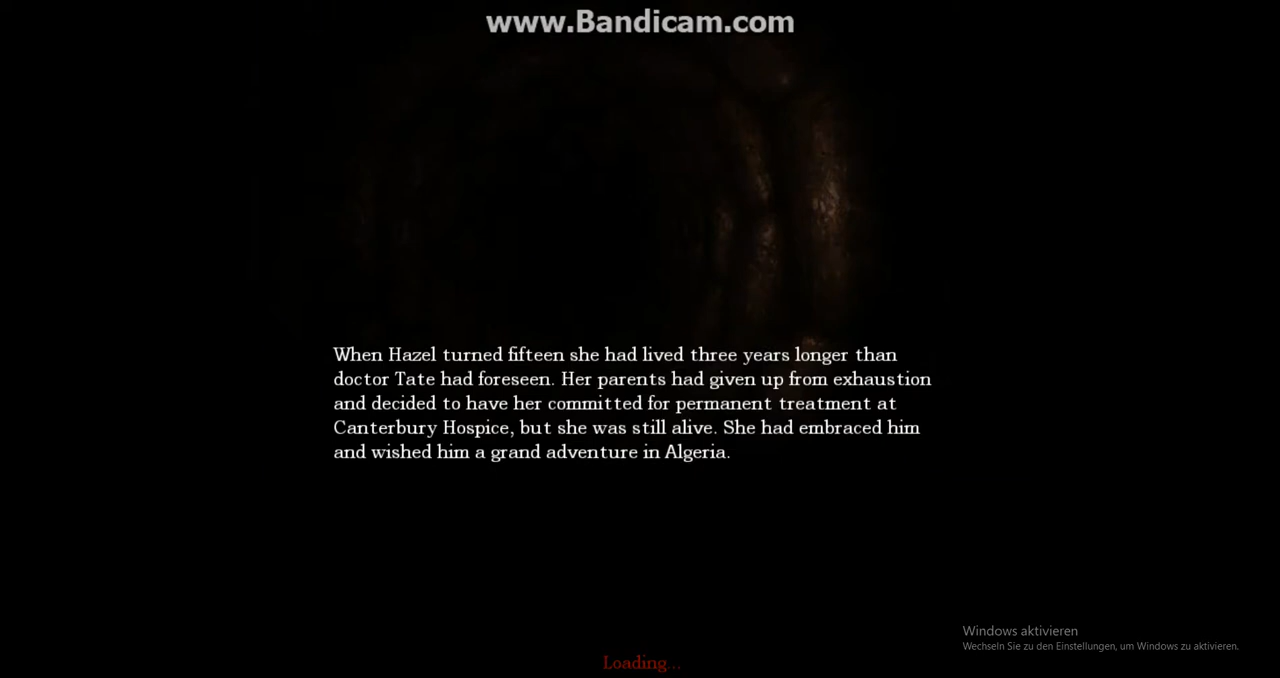 www.Bandicam.com
When Hazel turned fifteen she had lived three years longer than
doctor Tate had foreseen. Her parents had given up from exhaustion
and decided to have her committed for permanent treatment at
Canterbury Hospice, but she was still alive. She had embraced him
and wished him a grand adventure in Algeria.
Windows aktivieren
Wechseln Sie zu den Einstellungen, um Windows zu aktivieren.
Loading...